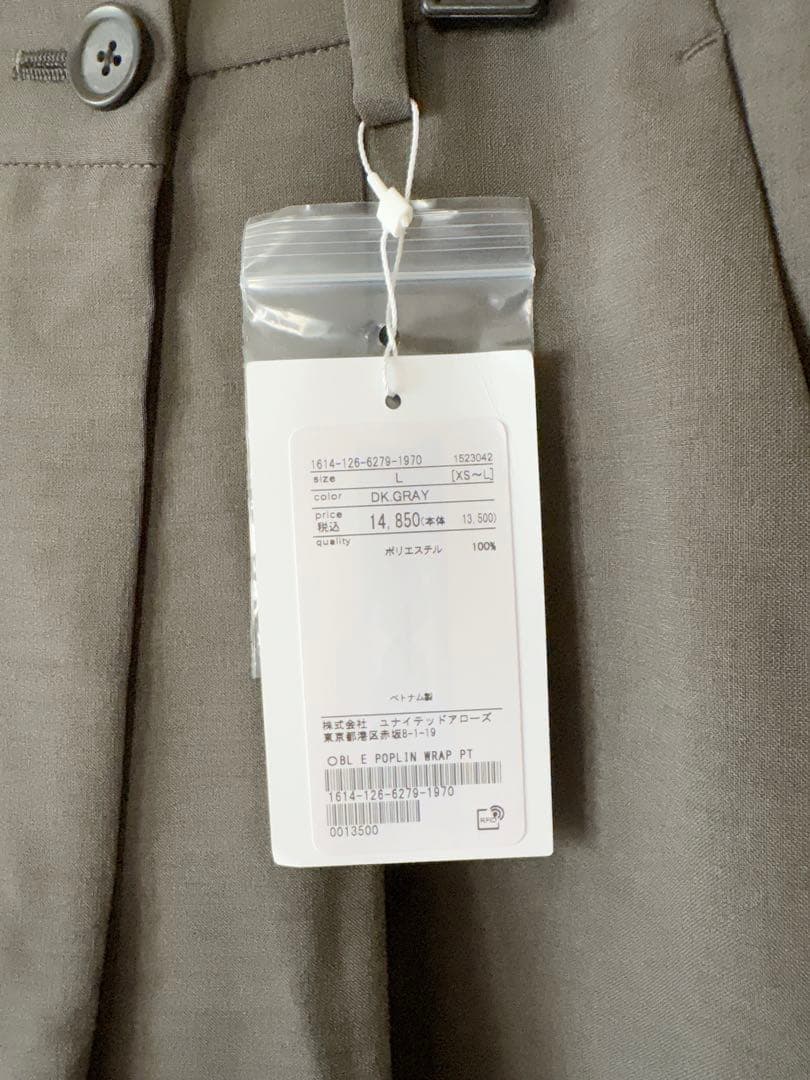 1614-126-6279-1970 1523042
size L [XS～L]
color DK.GRAY
price
税込 14,850(本体 13,500)
quality
ポリエステル 100%
ベトナム製
株式会社 ユナイテッドアローズ
東京都港区赤坂8-1-19
〇BL E POPLIN WRAP PT
1614-126-6279-1970
0013500
RFID